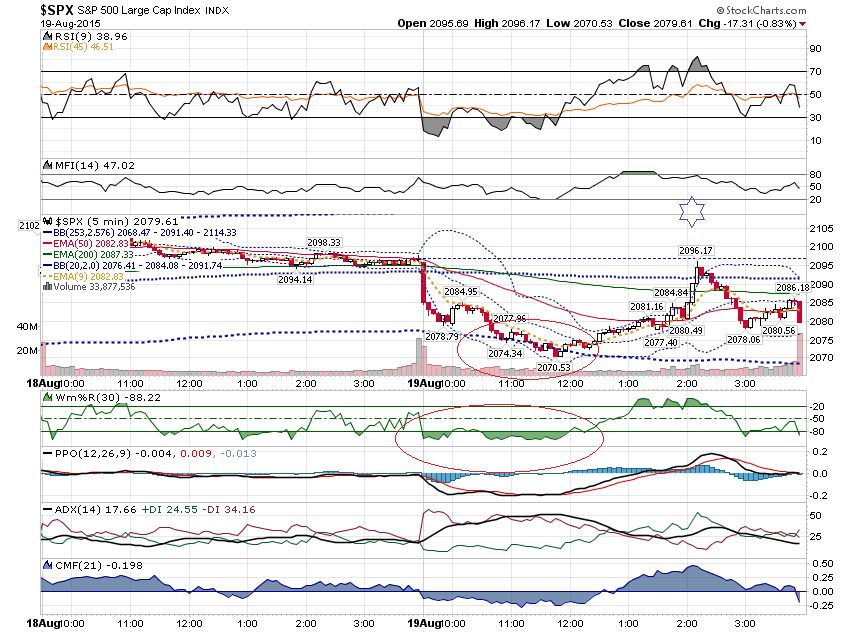 $SPX S&P 500 Large Cap Index INDX
© StockCharts.com
19-Aug-2015
Open 2095.69 High 2096.17 Low 2070.53 Close 2079.61 Chg -17.31 (-0.83%)
RSI(9) 38.96
RSI(45) 46.51
90
70
50
30
10
MFI(14) 47.02
80
50
20
$SPX (5 min) 2079.61
BB(253,2.576) 2068.47 - 2091.40 - 2114.33
EMA(50) 2082.83
EMA(200) 2087.33
BB(20,2.0) 2076.41 - 2084.08 - 2091.74
EMA(9) 2082.83
Volume 33,877,536
2102
40M
20M
2098.33
2094.14
2084.95
2078.79
2077.96
2074.34
2070.53
2081.16
2077.40
2084.84
2080.49
2096.17
2078.06
2080.56
2086.18
2105
2100
2095
2090
2085
2080
2075
2070
18Aug 10:00 11:00 12:00 1:00 2:00 3:00 19Aug 10:00 11:00 12:00 1:00 2:00 3:00
Wm%R(30) -88.22
-20
-50
-80
PPO(12,26,9) -0.004, 0.009, -0.013
0.2
0.0
-0.2
ADX(14) 17.66 +DI 24.55 -DI 34.16
50
25
CMF(21) -0.198
0.50
0.25
0.00
-0.25
18Aug 10:00 11:00 12:00 1:00 2:00 3:00 19Aug 10:00 11:00 12:00 1:00 2:00 3:00